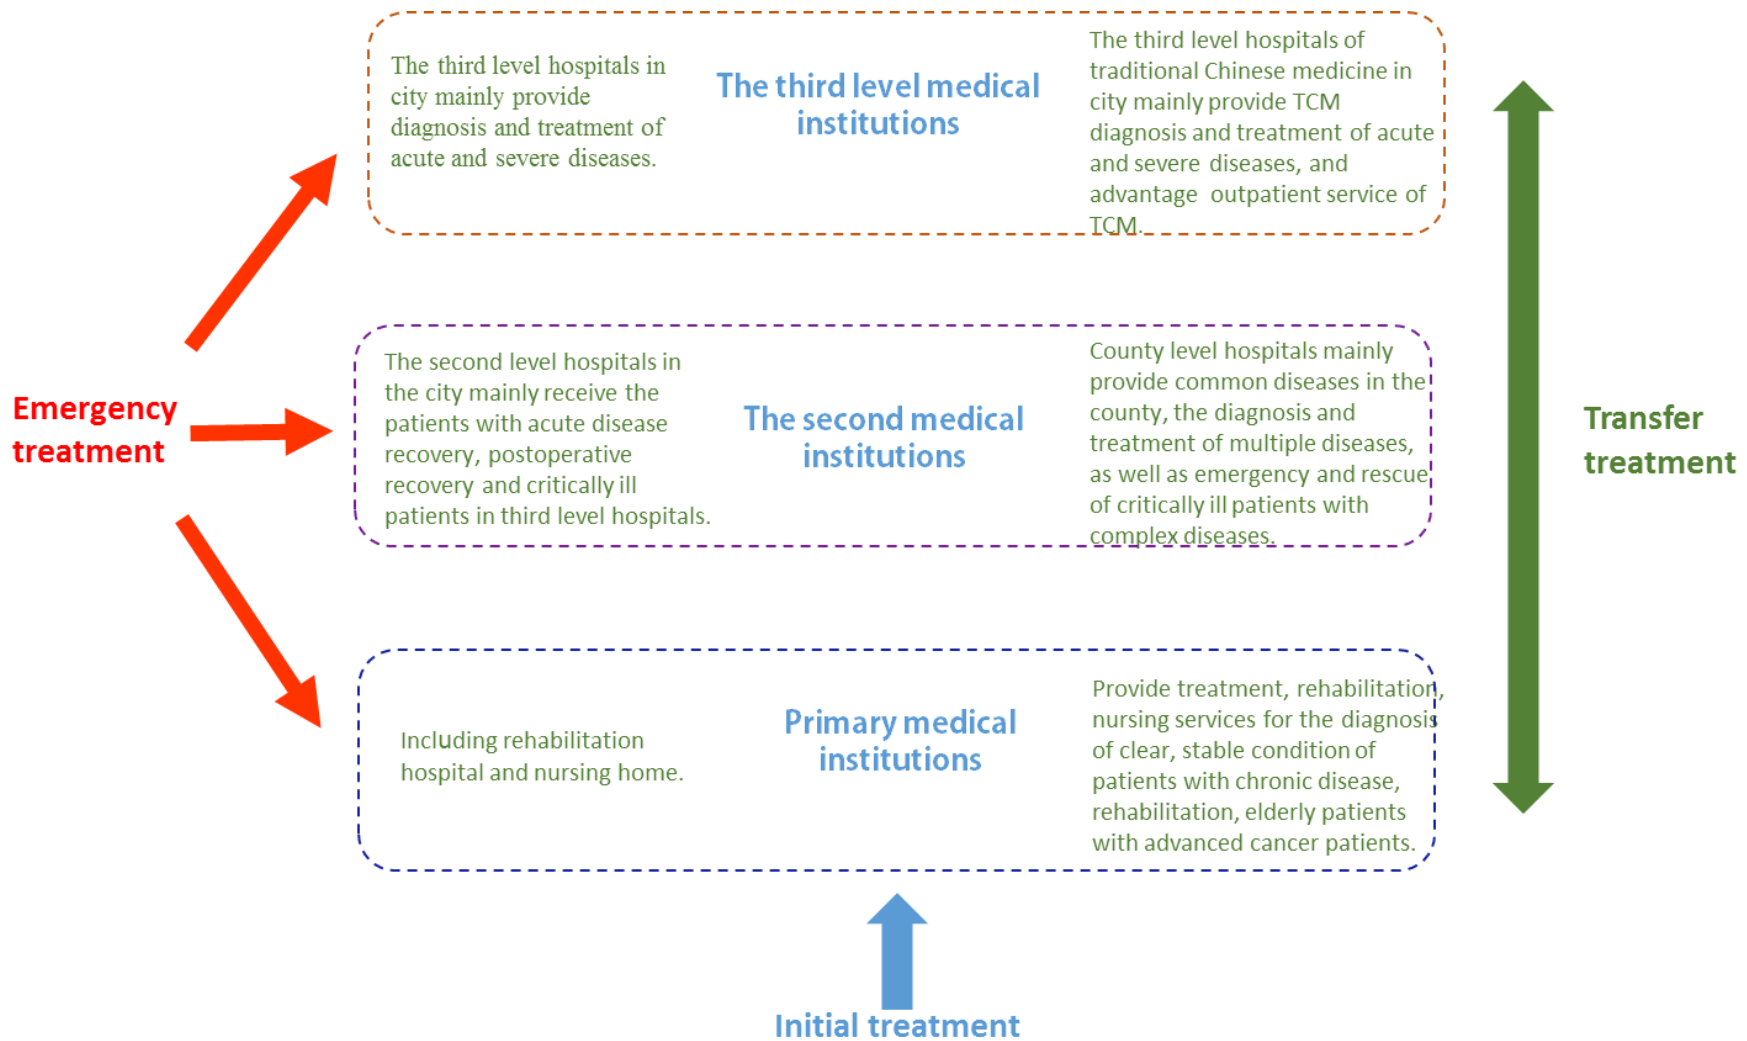 The third level hospitals in
city mainly provide
diagnosis and treatment of
acute and severe diseases.
The third level medical
institutions
The third level hospitals of
traditional Chinese medicine in
city mainly provide TCM
diagnosis and treatment of acute
and severe diseases, and
advantage outpatient service of
TCM.
Emergency
treatment
The second level hospitals in
the city mainly receive the
patients with acute disease
recovery, postoperative
recovery and critically ill
patients in third level hospitals.
The second medical
institutions
County level hospitals mainly
provide common diseases in the
county, the diagnosis and
treatment of multiple diseases,
as well as emergency and rescue
of critically ill patients with
complex diseases.
Transfer
treatment
Including rehabilitation
hospital and nursing home.
Primary medical
institutions
Provide treatment, rehabilitation,
nursing services for the diagnosis
of clear, stable condition of
patients with chronic disease,
rehabilitation, elderly patients
with advanced cancer patients.
Initial treatment